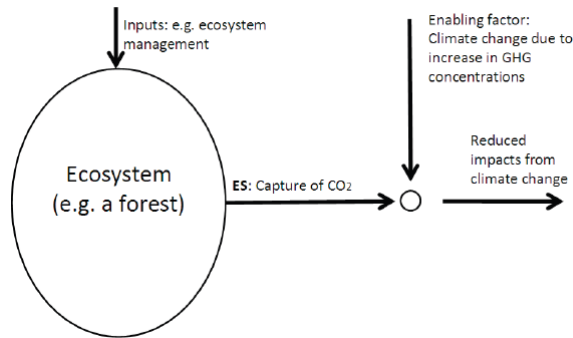 Inputs: e.g. ecosystem
management
Enabling factor:
Climate change due to
increase in GHG
concentrations
Ecosystem
(e.g. a forest)
ES: Capture of CO2
Reduced
impacts from
climate change